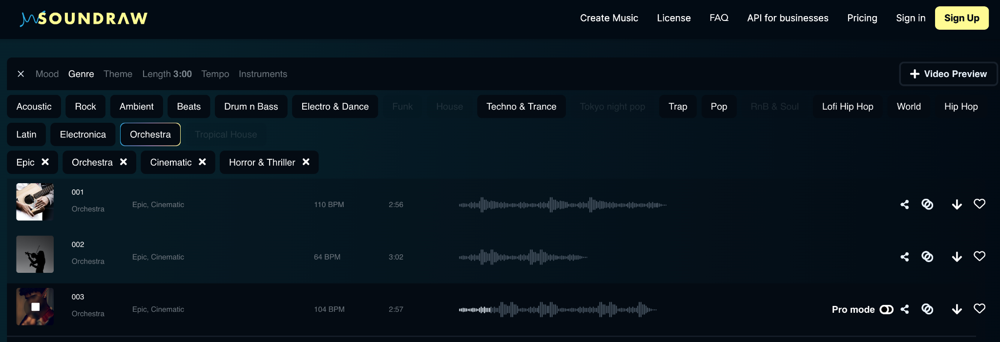 SOUNDRAW Create Music License FAQ API for businesses Pricing Sign in Sign Up
Mood Genre Theme Length 3:00 Tempo Instruments Video Preview
Acoustic Rock Ambient Beats Drum n Bass Electro & Dance Funk House Techno & Trance Tokyo night pop Trap Pop RnB & Soul Lofi Hip Hop World Hip Hop
Latin Electronica Orchestra Tropical House
Epic Orchestra Cinematic Horror & Thriller
001
Orchestra Epic, Cinematic 110 BPM 2:56
002
Orchestra Epic, Cinematic 64 BPM 3:02
003
Orchestra Epic, Cinematic 104 BPM 2:57 Pro mode